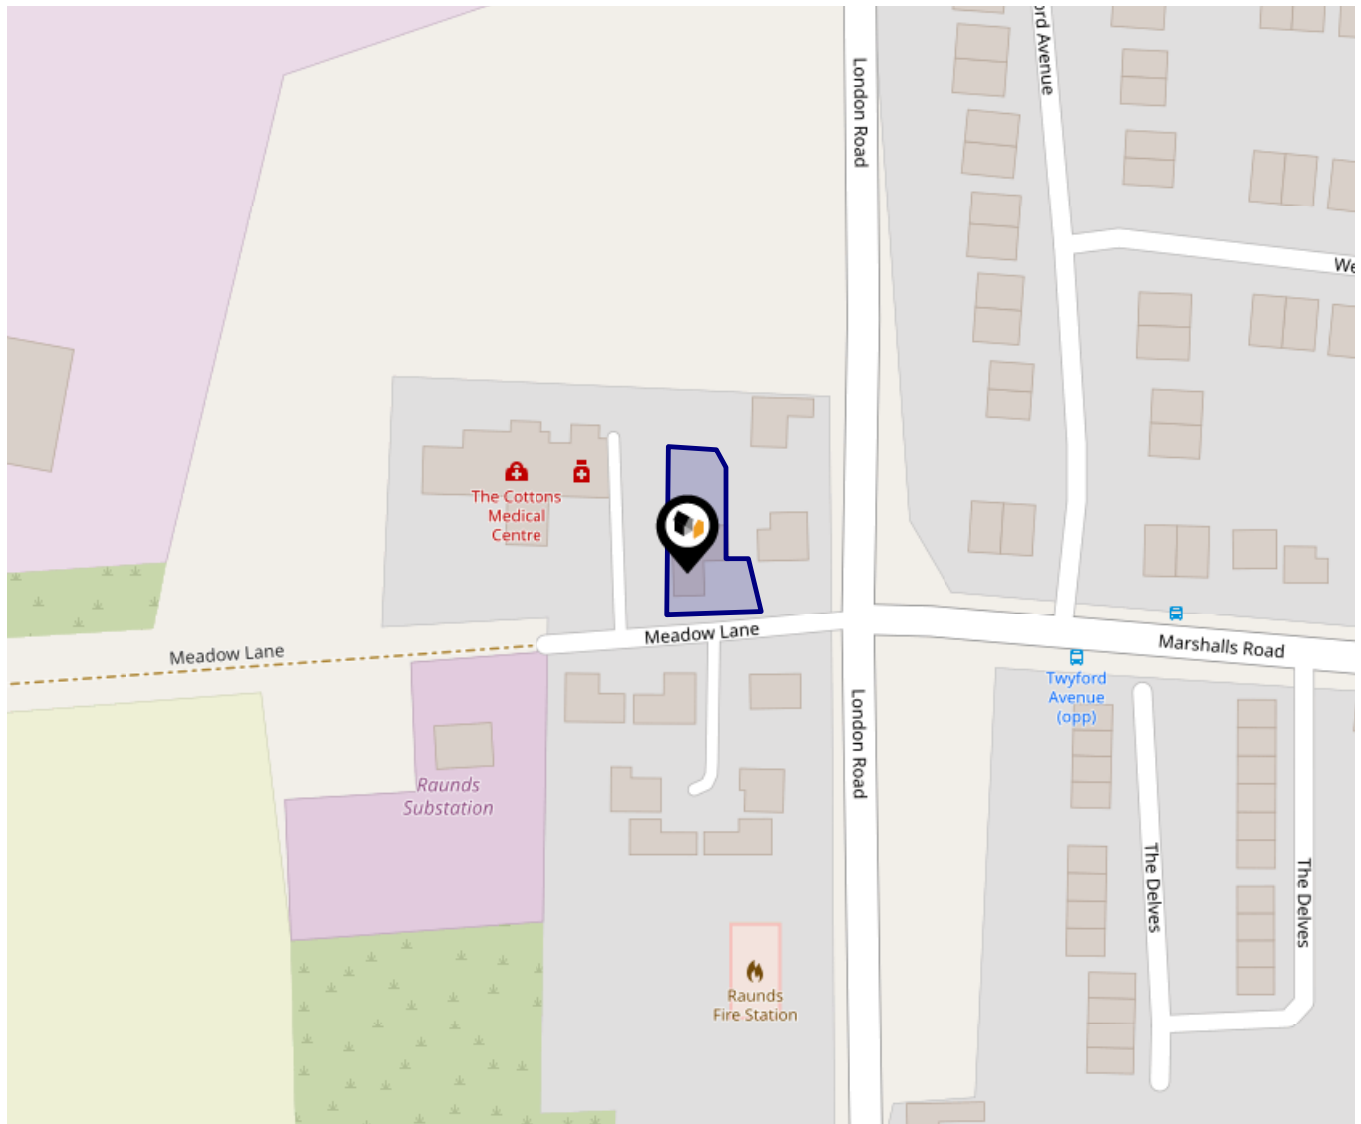 ord Avenue
London Road
We
The Cottons
Medical
Centre
Meadow Lane
Meadow Lane
Marshalls Road
Twyford
Avenue
(opp)
London Road
Raunds
Substation
The Delves
The Delves
Raunds
Fire Station